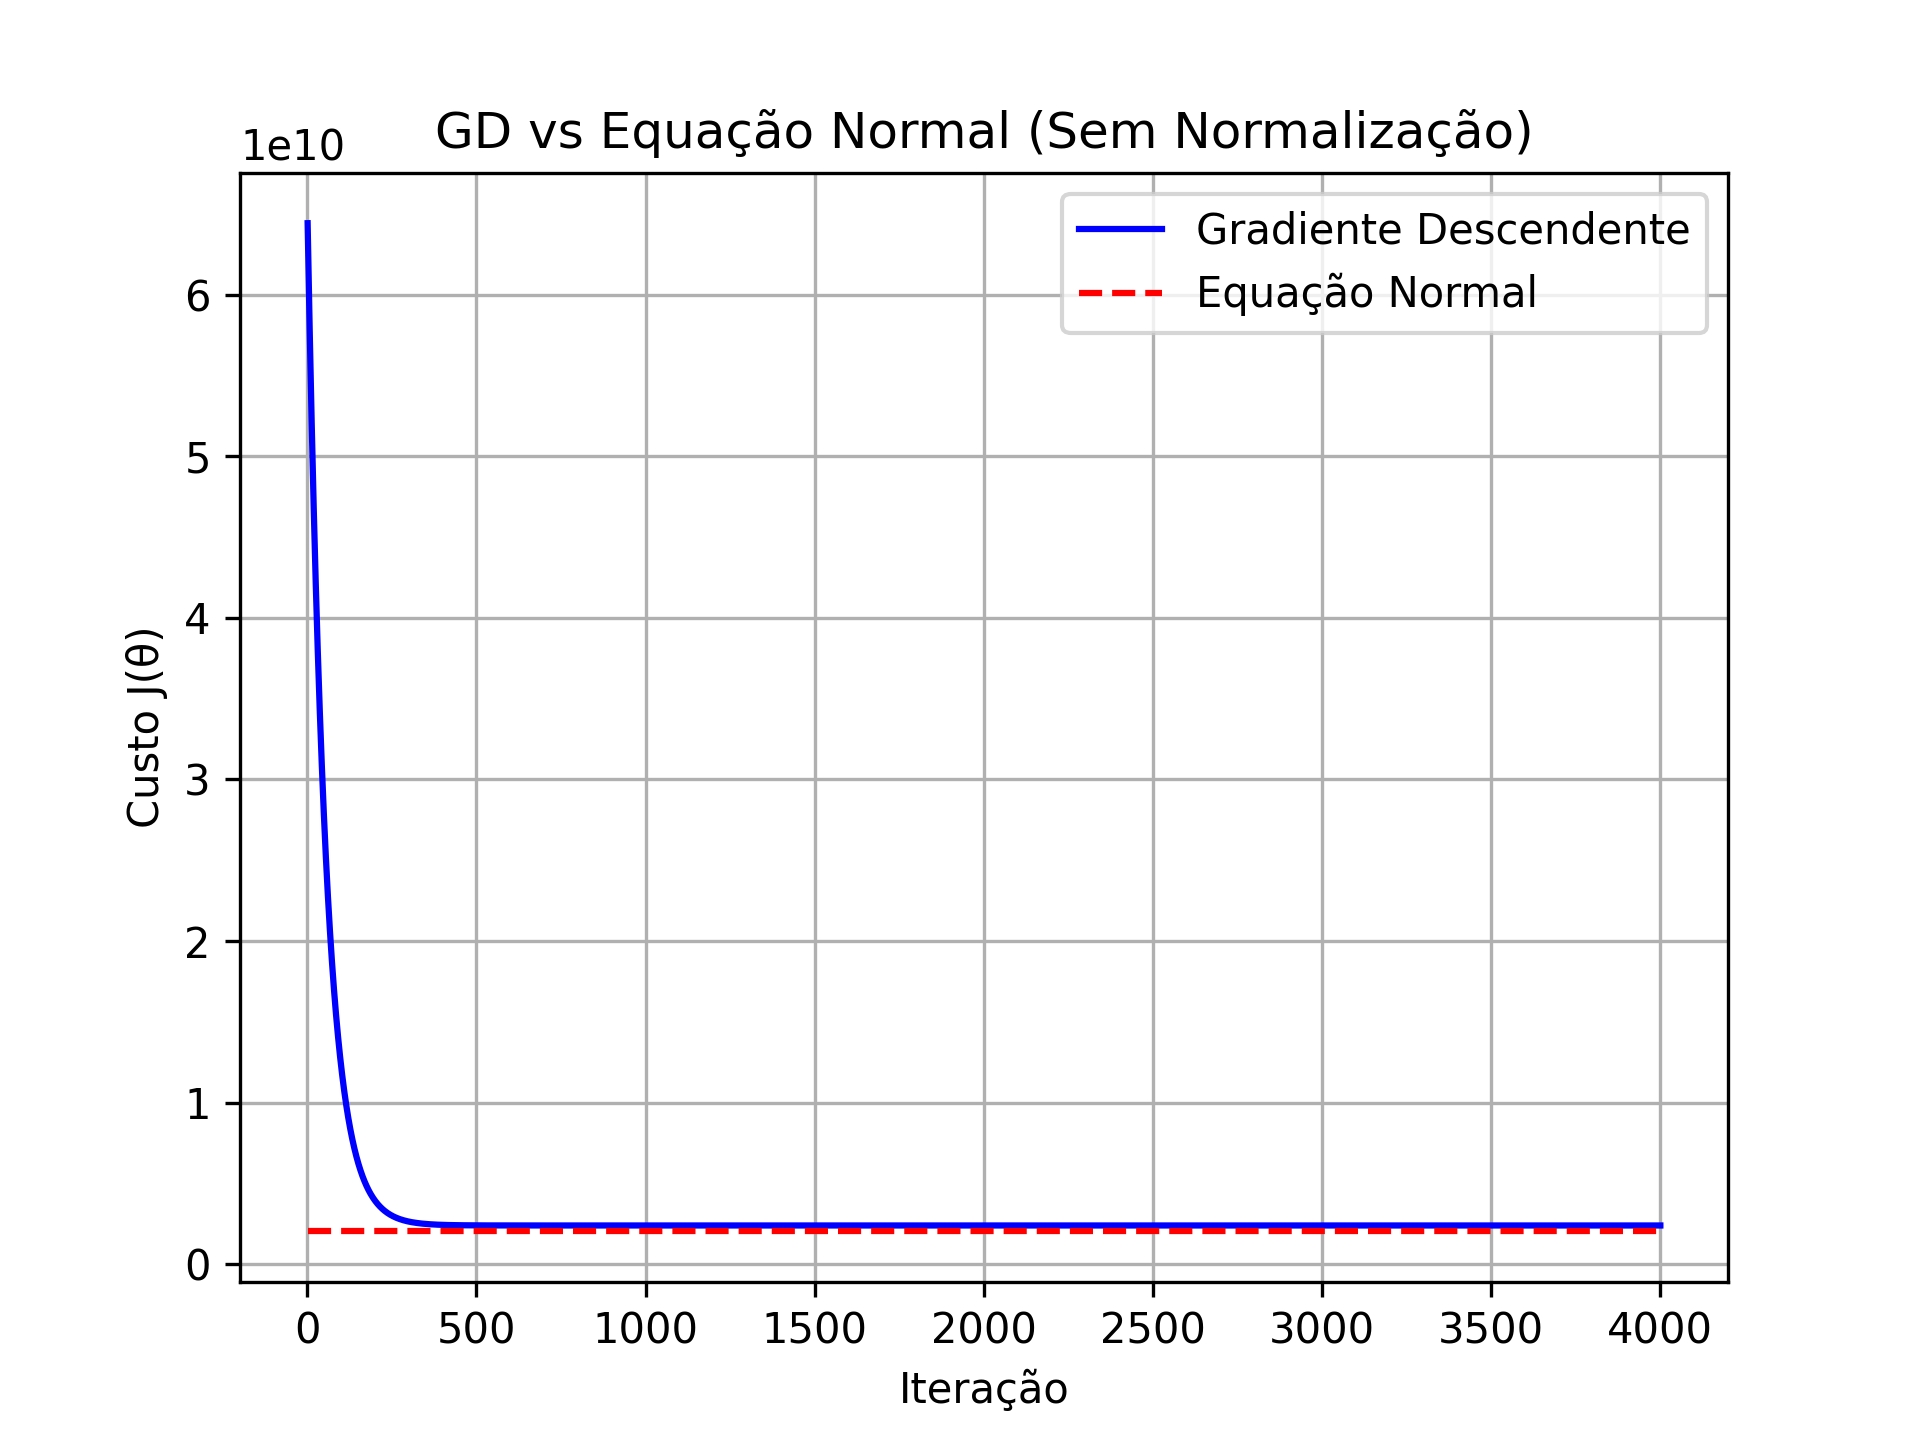 GD vs Equação Normal (Sem Normalização)
1e10
Gradiente Descendente
Equação Normal
6
5
4
3
2
1
0
Custo J(θ)
0 500 1000 1500 2000 2500 3000 3500 4000
Iteração